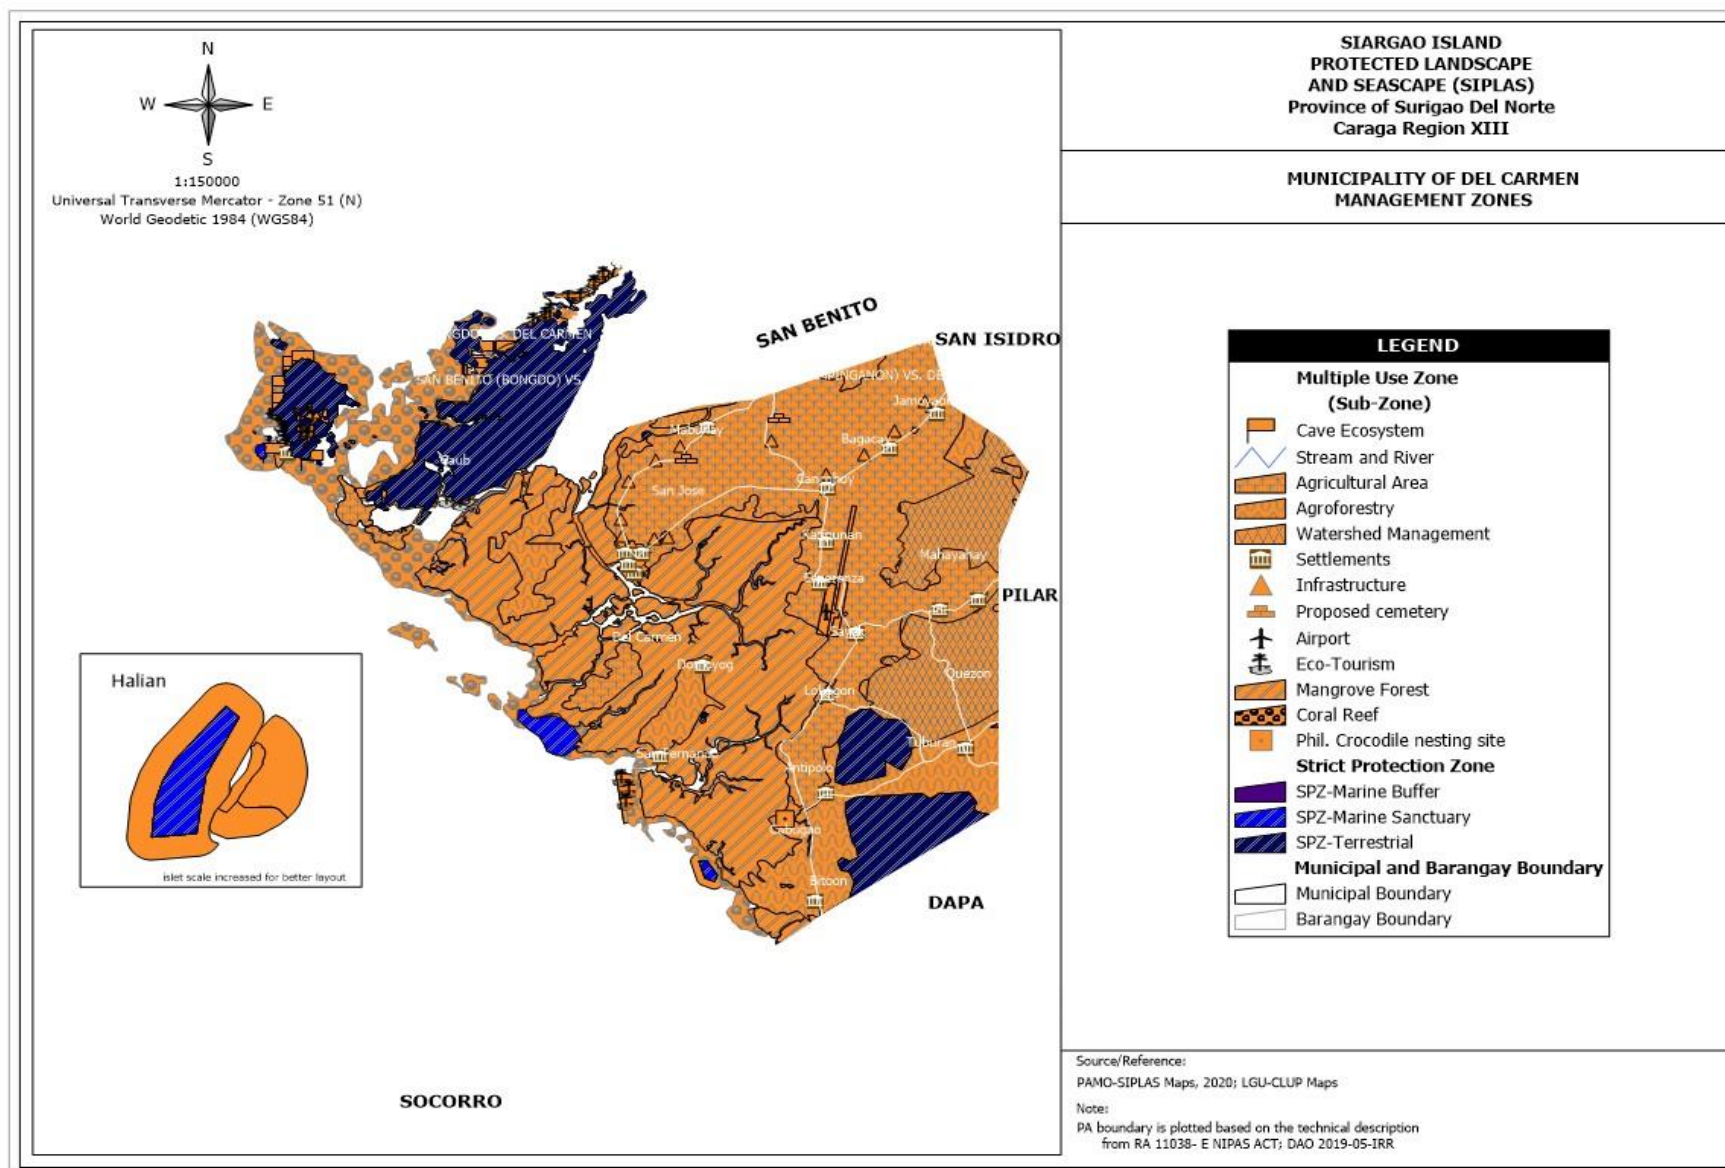 N
W
E
S
1:150000
Universal Transverse Mercator - Zone 51 (N)
World Geodetic 1984 (WGS84)
SIARGAO ISLAND
PROTECTED LANDSCAPE
AND SEASCAPE (SIPLAS)
Province of Surigao Del Norte
Caraga Region XIII
MUNICIPALITY OF DEL CARMEN
MANAGEMENT ZONES
SAN BENITO
SAN ISIDRO
DEL CARMEN
SAN BENITO (BONGDO) VS.
Jamoyaon
Mabuhay
Bagacay
Caub
San Jose
Mahayahay
Esperanza
PILAR
Del Carmen
Domoyog
Quezon
San Fernando
Tuburan
Antipolo
Cabugao
Bitoon
DAPA
SOCORRO
Halian
islet scale increased for better layout
LEGEND
Multiple Use Zone
(Sub-Zone)
Cave Ecosystem
Stream and River
Agricultural Area
Agroforestry
Watershed Management
Settlements
Infrastructure
Proposed cemetery
Airport
Eco-Tourism
Mangrove Forest
Coral Reef
Phil. Crocodile nesting site
Strict Protection Zone
SPZ-Marine Buffer
SPZ-Marine Sanctuary
SPZ-Terrestrial
Municipal and Barangay Boundary
Municipal Boundary
Barangay Boundary
Source/Reference:
PAMO-SIPLAS Maps, 2020; LGU-CLUP Maps
Note:
PA boundary is plotted based on the technical description
from RA 11038- E NIPAS ACT; DAO 2019-05-IRR